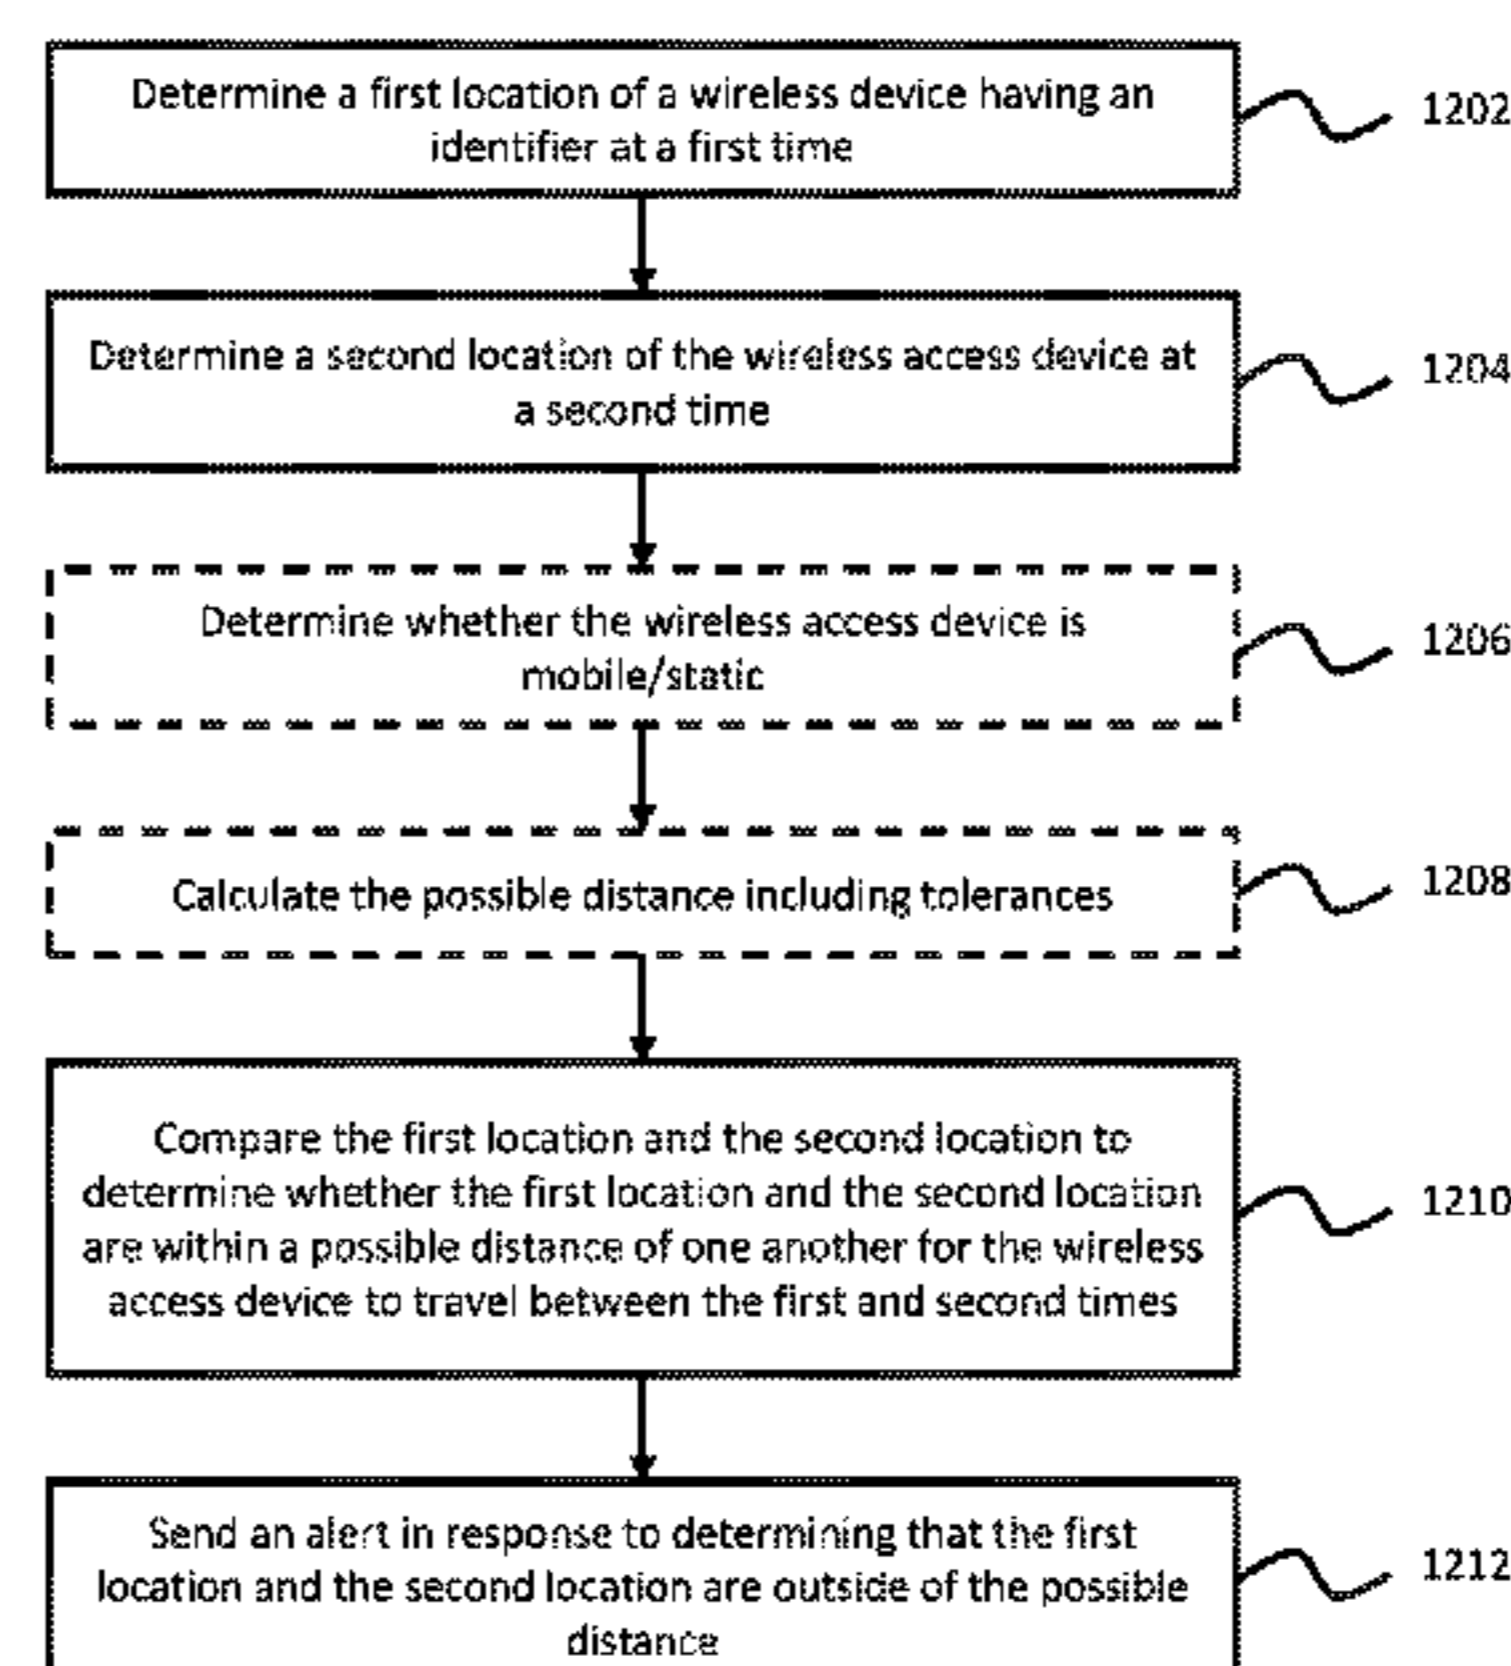 Determine a first location of a wireless device having an
identifier at a first time
1202
Determine a second location of the wireless access device at
a second time
1204
Determine whether the wireless access device is
mobile/static
1206
Calculate the possible distance including tolerances
1208
Compare the first location and the second location to
determine whether the first location and the second location
are within a possible distance of one another for the wireless
access device to travel between the first and second times
1210
Send an alert in response to determining that the first
location and the second location are outside of the possible
distance
1212